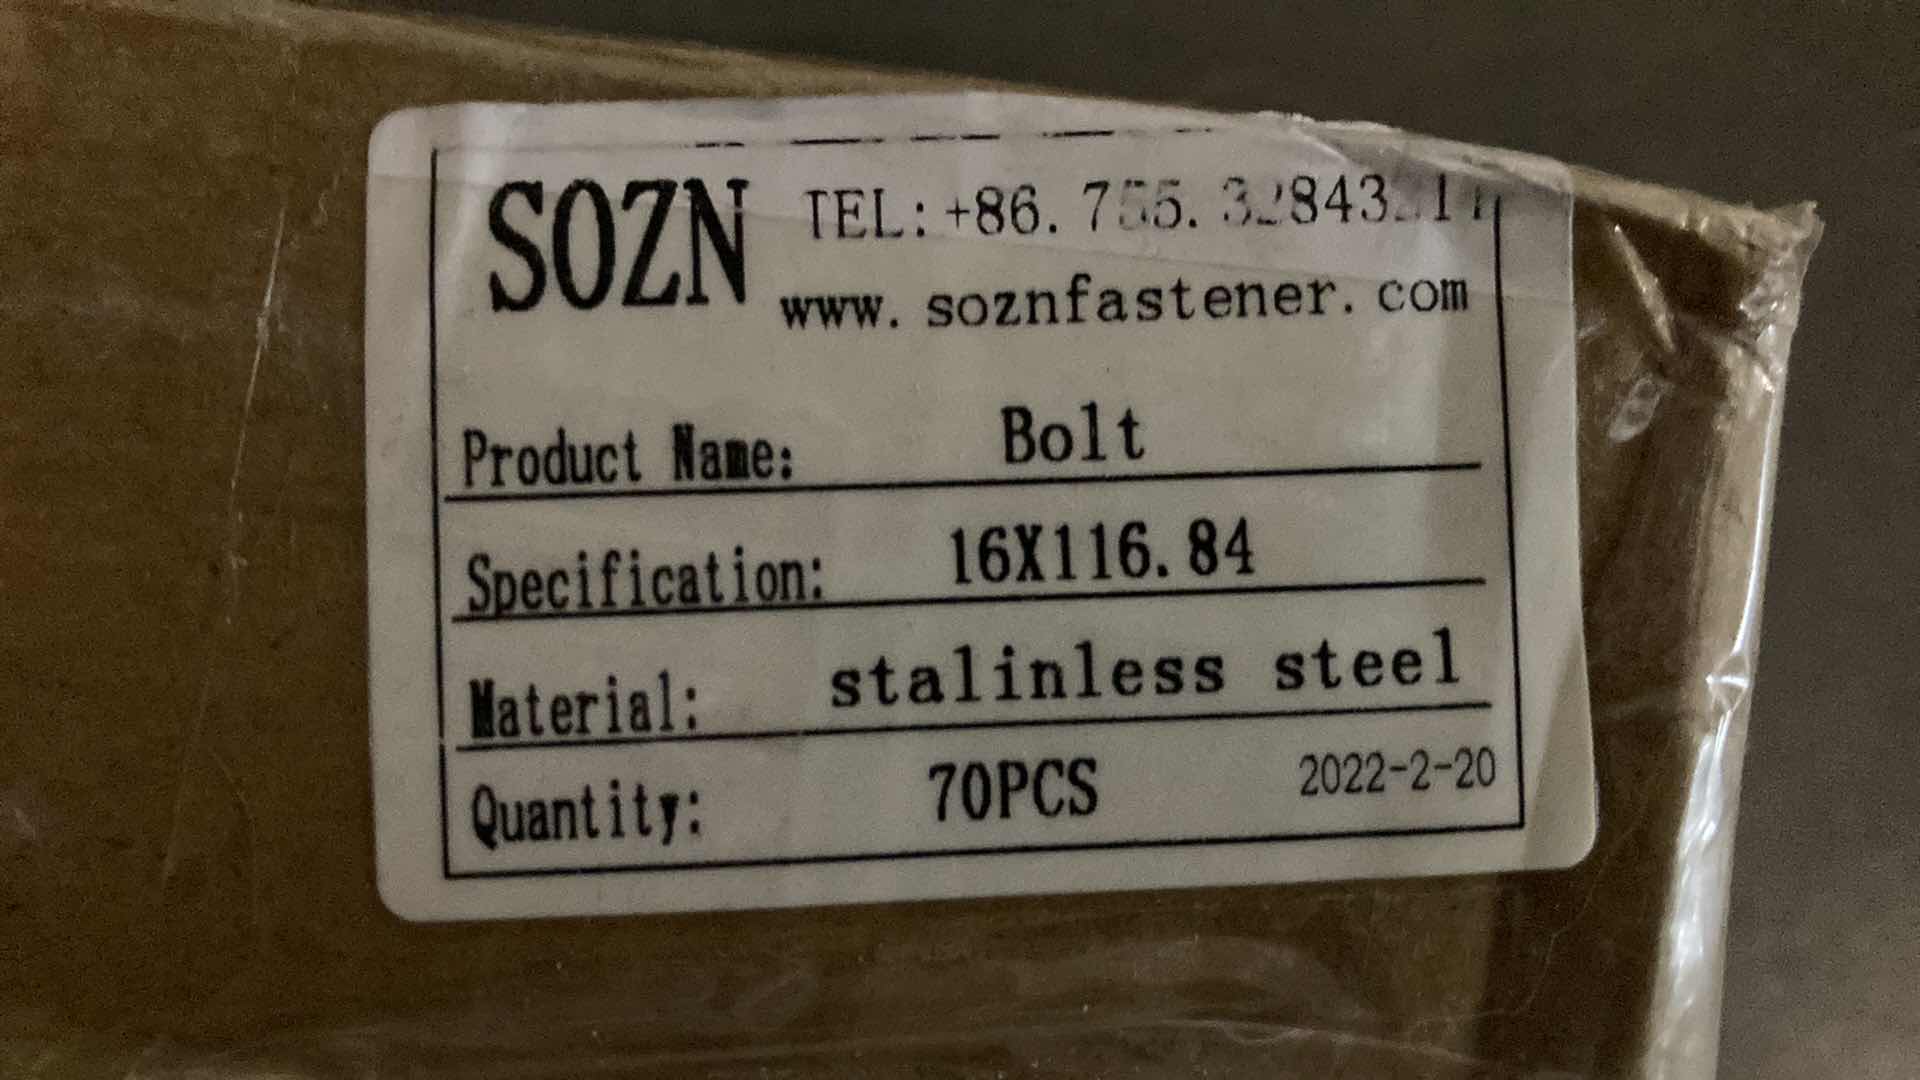 SOZN TEL: +86.
www.soznfastener.com
Product Name: Bolt
Specification: 16X116.84
Material: stalinless steel
Quantity: 70PCS 2022-2-20